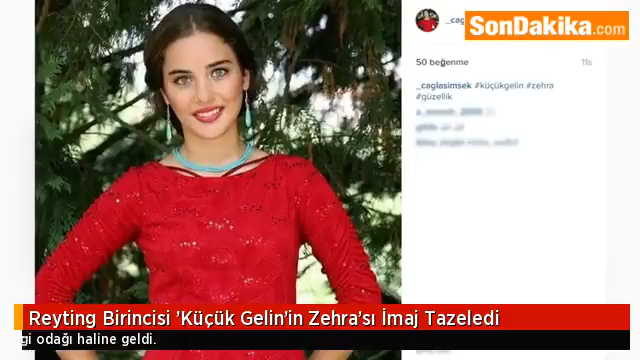 _cag
SonDakika.com
50 beğenme 11s
_caglasimsek #küçükgelin #zehra
#güzellik
Reyting Birincisi 'Küçük Gelin'in Zehra'sı İmaj Tazeledi
gi odağı haline geldi.